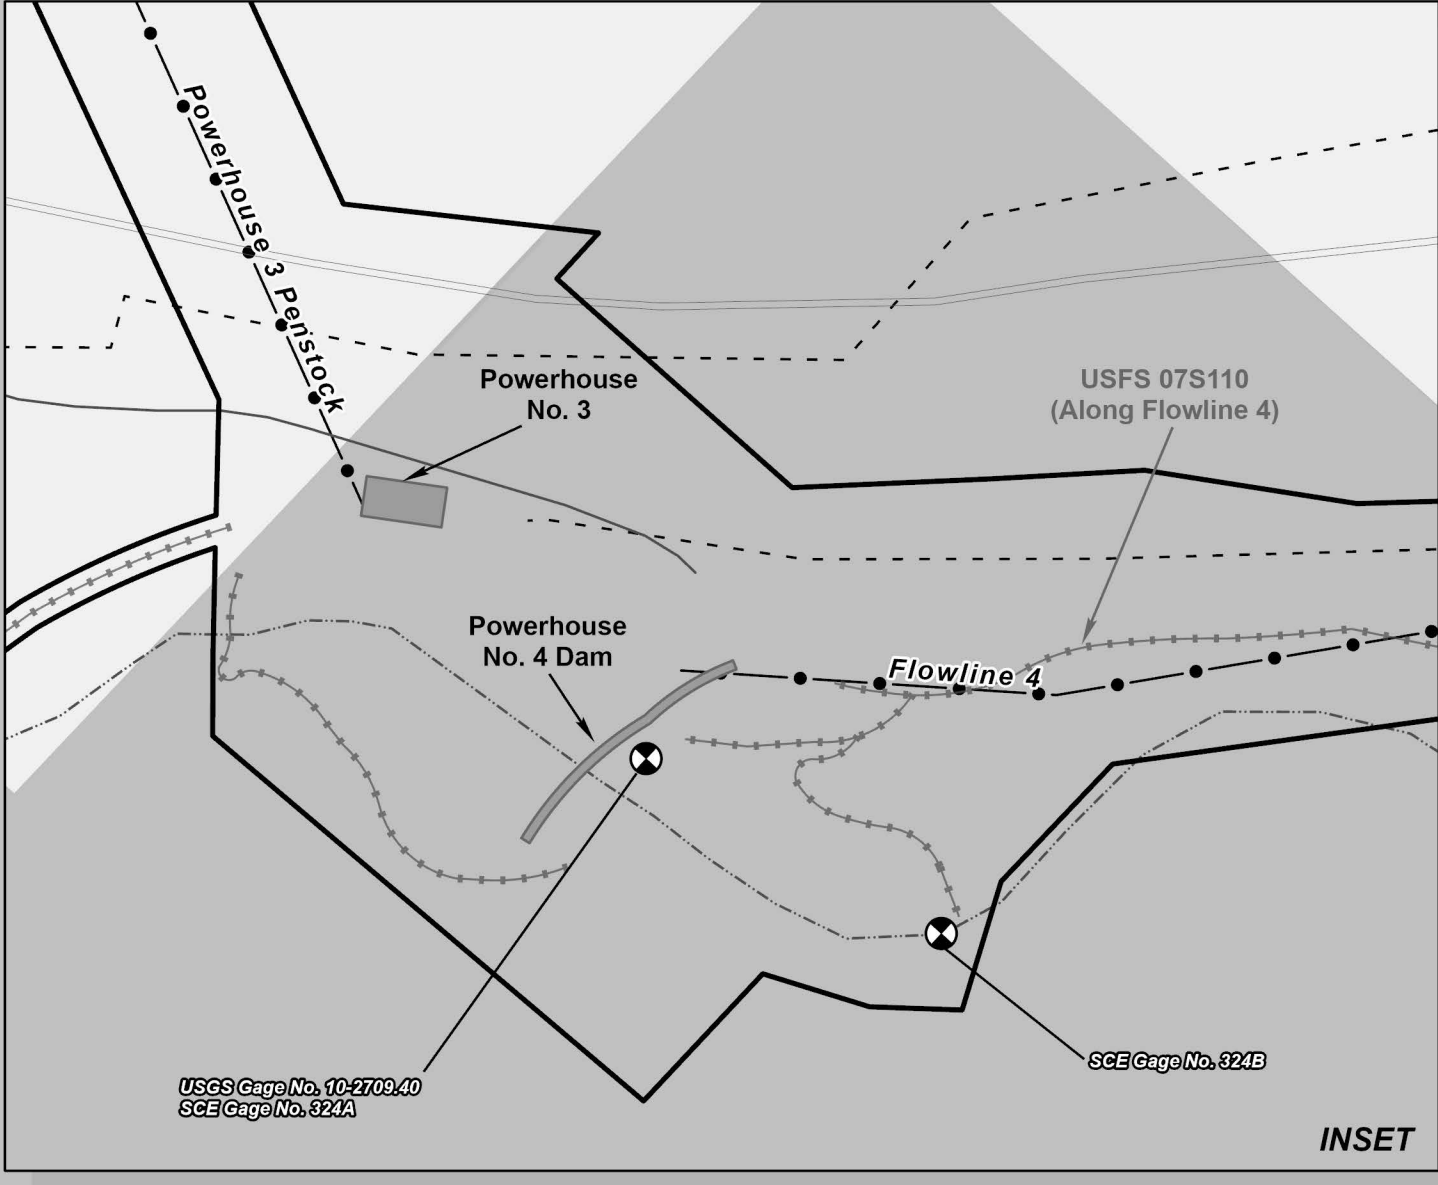 Powerhouse 3 Penstock
Powerhouse
No. 3
USFS 07S110
(Along Flowline 4)
Powerhouse
No. 4 Dam
Flowline 4
USGS Gage No. 10-2709.40
SCE Gage No. 324A
SCE Gage No. 324B
INSET